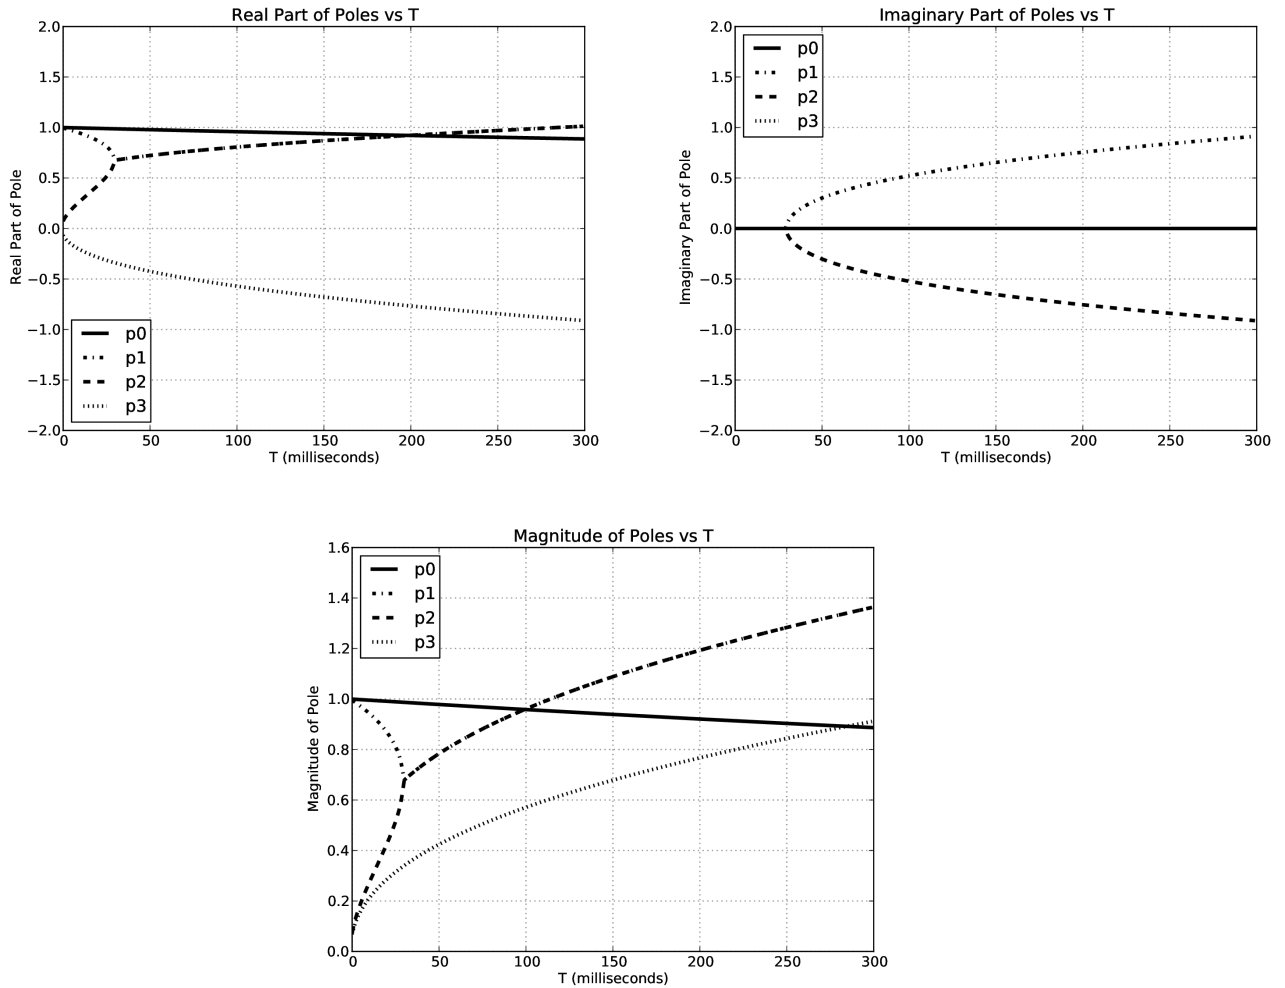 Real Part of Poles vs T
2.0
1.5
1.0
0.5
0.0
−0.5
−1.0
−1.5
−2.0
Real Part of Pole
p0
p1
p2
p3
0 50 100 150 200 250 300
T (milliseconds)
Imaginary Part of Poles vs T
2.0
1.5
1.0
0.5
0.0
−0.5
−1.0
−1.5
−2.0
Imaginary Part of Pole
p0
p1
p2
p3
0 50 100 150 200 250 300
T (milliseconds)
Magnitude of Poles vs T
1.6
1.4
1.2
1.0
0.8
0.6
0.4
0.2
0.0
Magnitude of Pole
p0
p1
p2
p3
0 50 100 150 200 250 300
T (milliseconds)